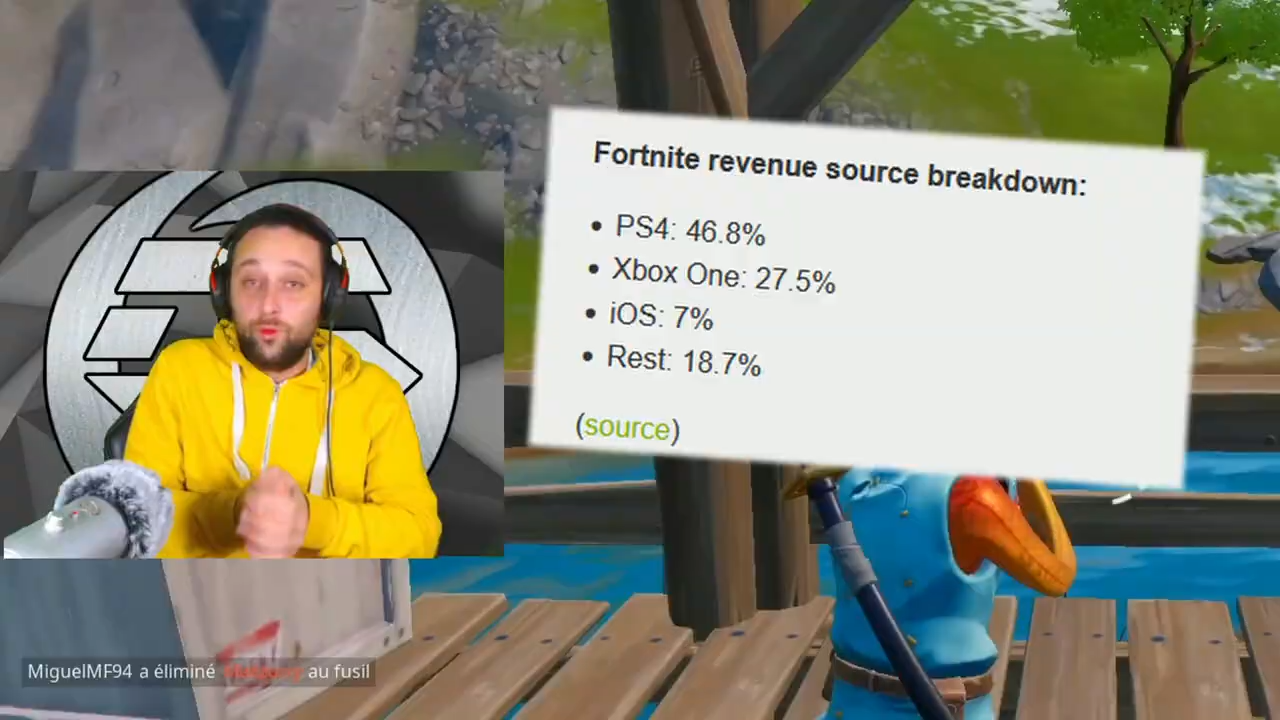 Fortnite revenue source breakdown:
• PS4: 46.8%
• Xbox One: 27.5%
• iOS: 7%
• Rest: 18.7%
(source)
MiguelMF94 a éliminé au fusil